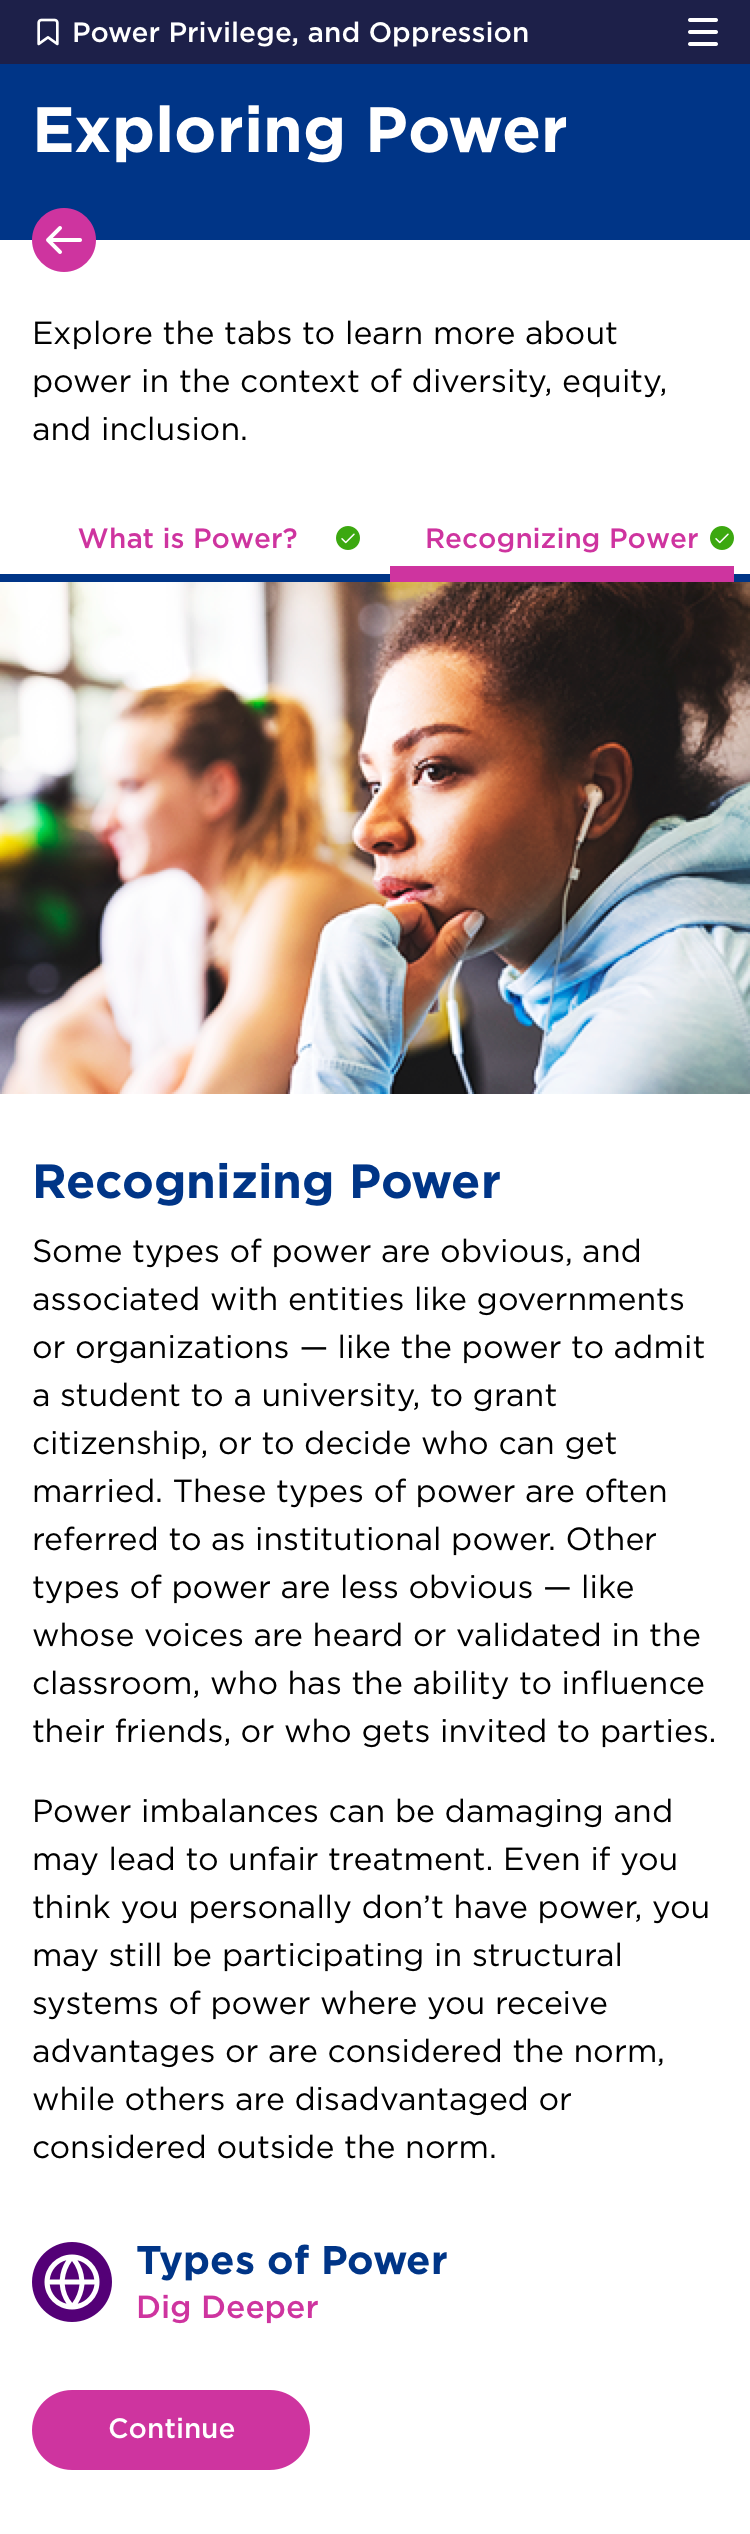 Power Privilege, and Oppression
Exploring Power
Explore the tabs to learn more about
power in the context of diversity, equity,
and inclusion.
What is Power?
Recognizing Power
Recognizing Power
Some types of power are obvious, and
associated with entities like governments
or organizations — like the power to admit
a student to a university, to grant
citizenship, or to decide who can get
married. These types of power are often
referred to as institutional power. Other
types of power are less obvious — like
whose voices are heard or validated in the
classroom, who has the ability to influence
their friends, or who gets invited to parties.
Power imbalances can be damaging and
may lead to unfair treatment. Even if you
think you personally don’t have power, you
may still be participating in structural
systems of power where you receive
advantages or are considered the norm,
while others are disadvantaged or
considered outside the norm.
Types of Power
Dig Deeper
Continue